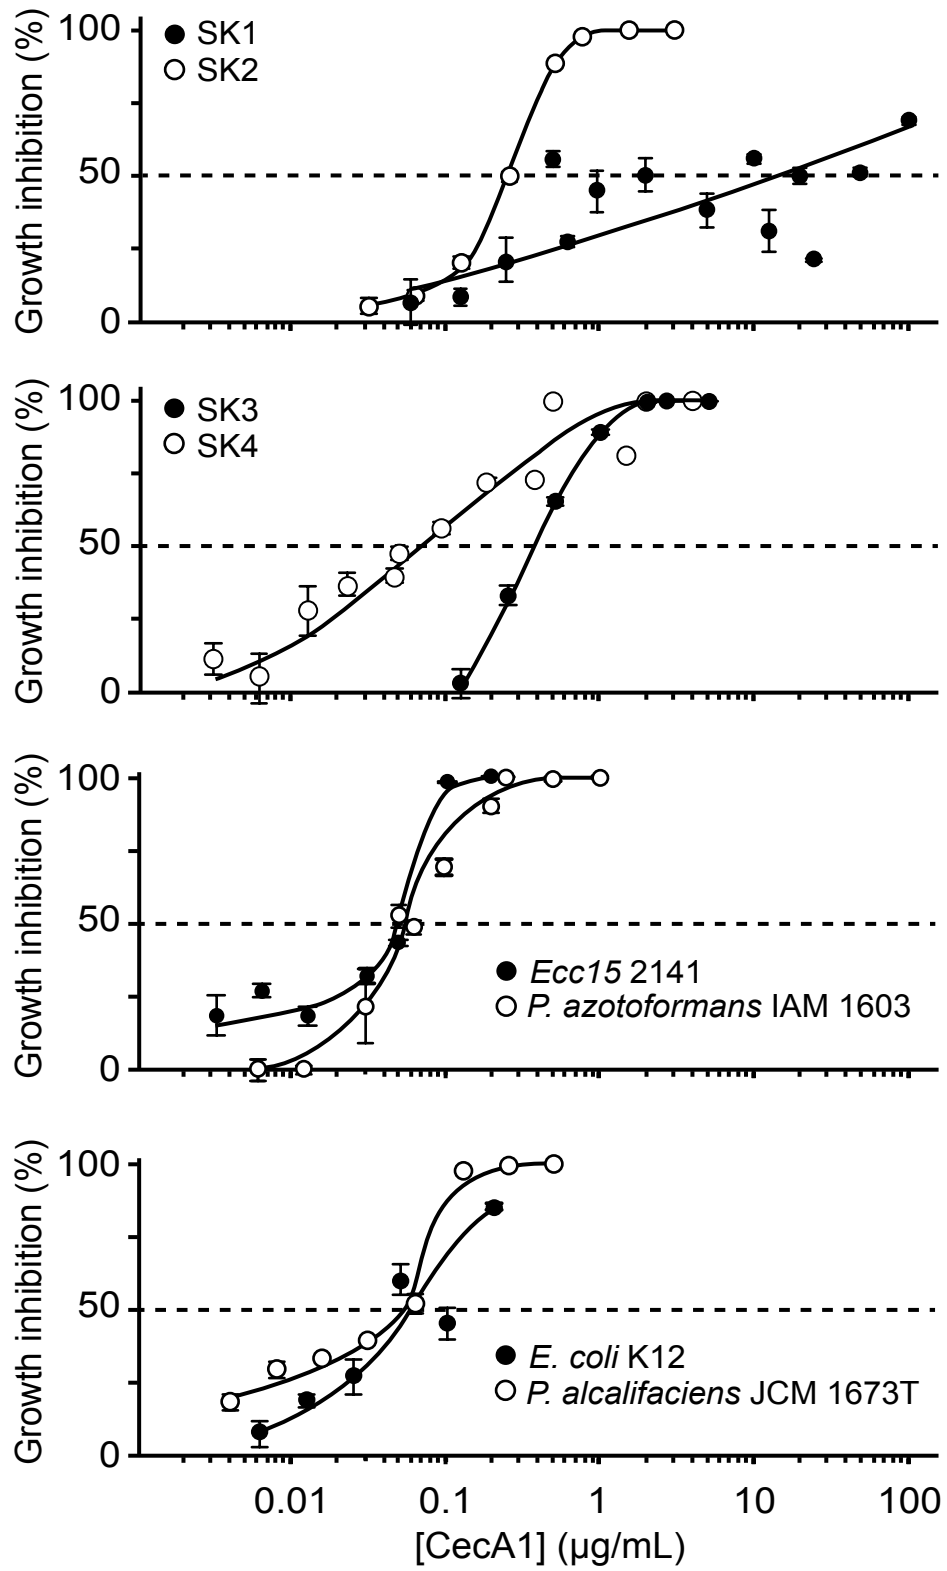 Growth inhibition (%)
100
50
0
SK1
SK2
Growth inhibition (%)
100
50
0
SK3
SK4
Growth inhibition (%)
100
50
0
Ecc15 2141
P. azotoformans IAM 1603
Growth inhibition (%)
100
50
0
E. coli K12
P. alcalifaciens JCM 1673T
0.01 0.1 1 10 100
[CecA1] (µg/mL)